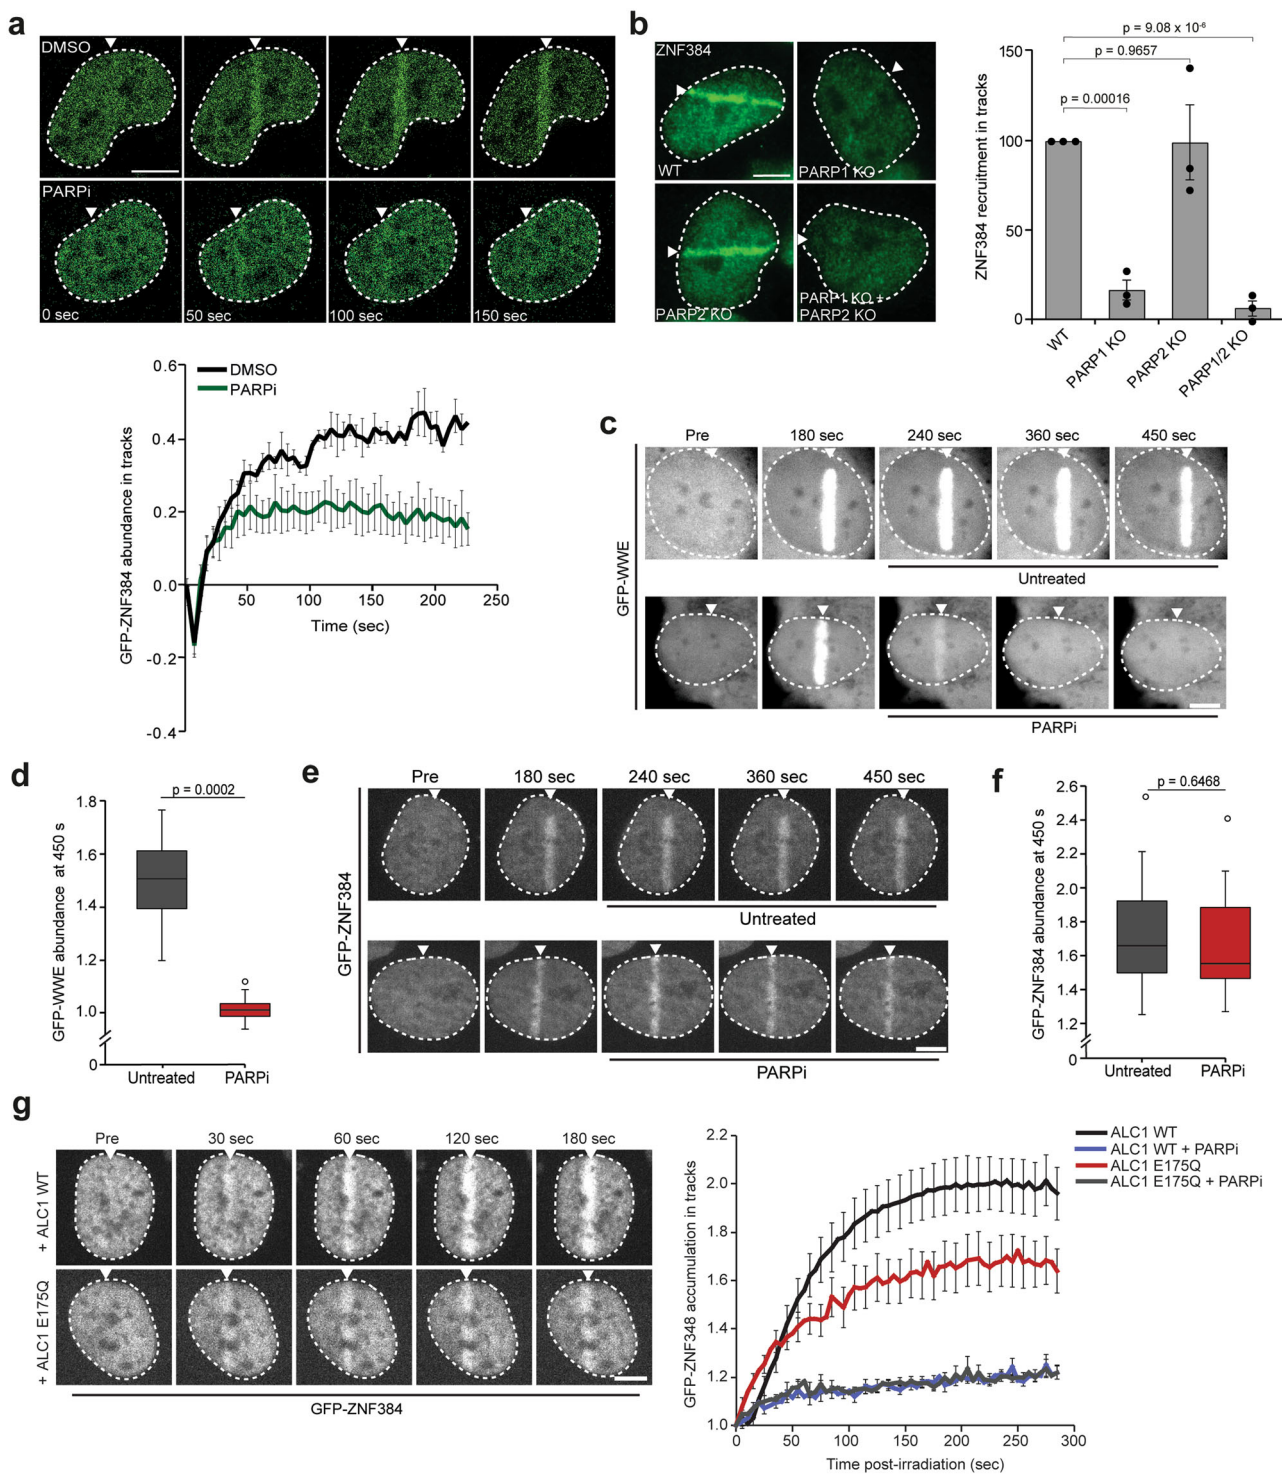 a
DMSO
PARPi
0 sec
50 sec
100 sec
150 sec
0.6
0.4
0.2
0.0
-0.2
-0.4
GFP-ZNF384 abundance in tracks
DMSO
PARPi
50
100
150
200
250
Time (sec)
b
ZNF384
WT
PARP1 KO
PARP2 KO
PARP1 KO +
PARP2 KO
p = 9.08 x 10⁻⁶
p = 0.9657
p = 0.00016
150
100
50
0
ZNF384 recruitment in tracks
WT
PARP1 KO
PARP2 KO
PARP1/2 KO
c
Pre
180 sec
240 sec
360 sec
450 sec
GFP-WWE
Untreated
PARPi
d
p = 0.0002
1.8
1.6
1.4
1.2
1.0
0
GFP-WWE abundance at 450 s
Untreated
PARPi
e
Pre
180 sec
240 sec
360 sec
450 sec
GFP-ZNF384
Untreated
PARPi
f
p = 0.6468
2.6
2.4
2.2
2.0
1.8
1.6
1.4
1.2
0
GFP-ZNF384 abundance at 450 s
Untreated
PARPi
g
Pre
30 sec
60 sec
120 sec
180 sec
+ ALC1 WT
+ ALC1 E175Q
GFP-ZNF384
2.2
2.0
1.8
1.6
1.4
1.2
1.0
GFP-ZNF348 accumulation in tracks
ALC1 WT
ALC1 WT + PARPi
ALC1 E175Q
ALC1 E175Q + PARPi
0
50
100
150
200
250
300
Time post-irradiation (sec)